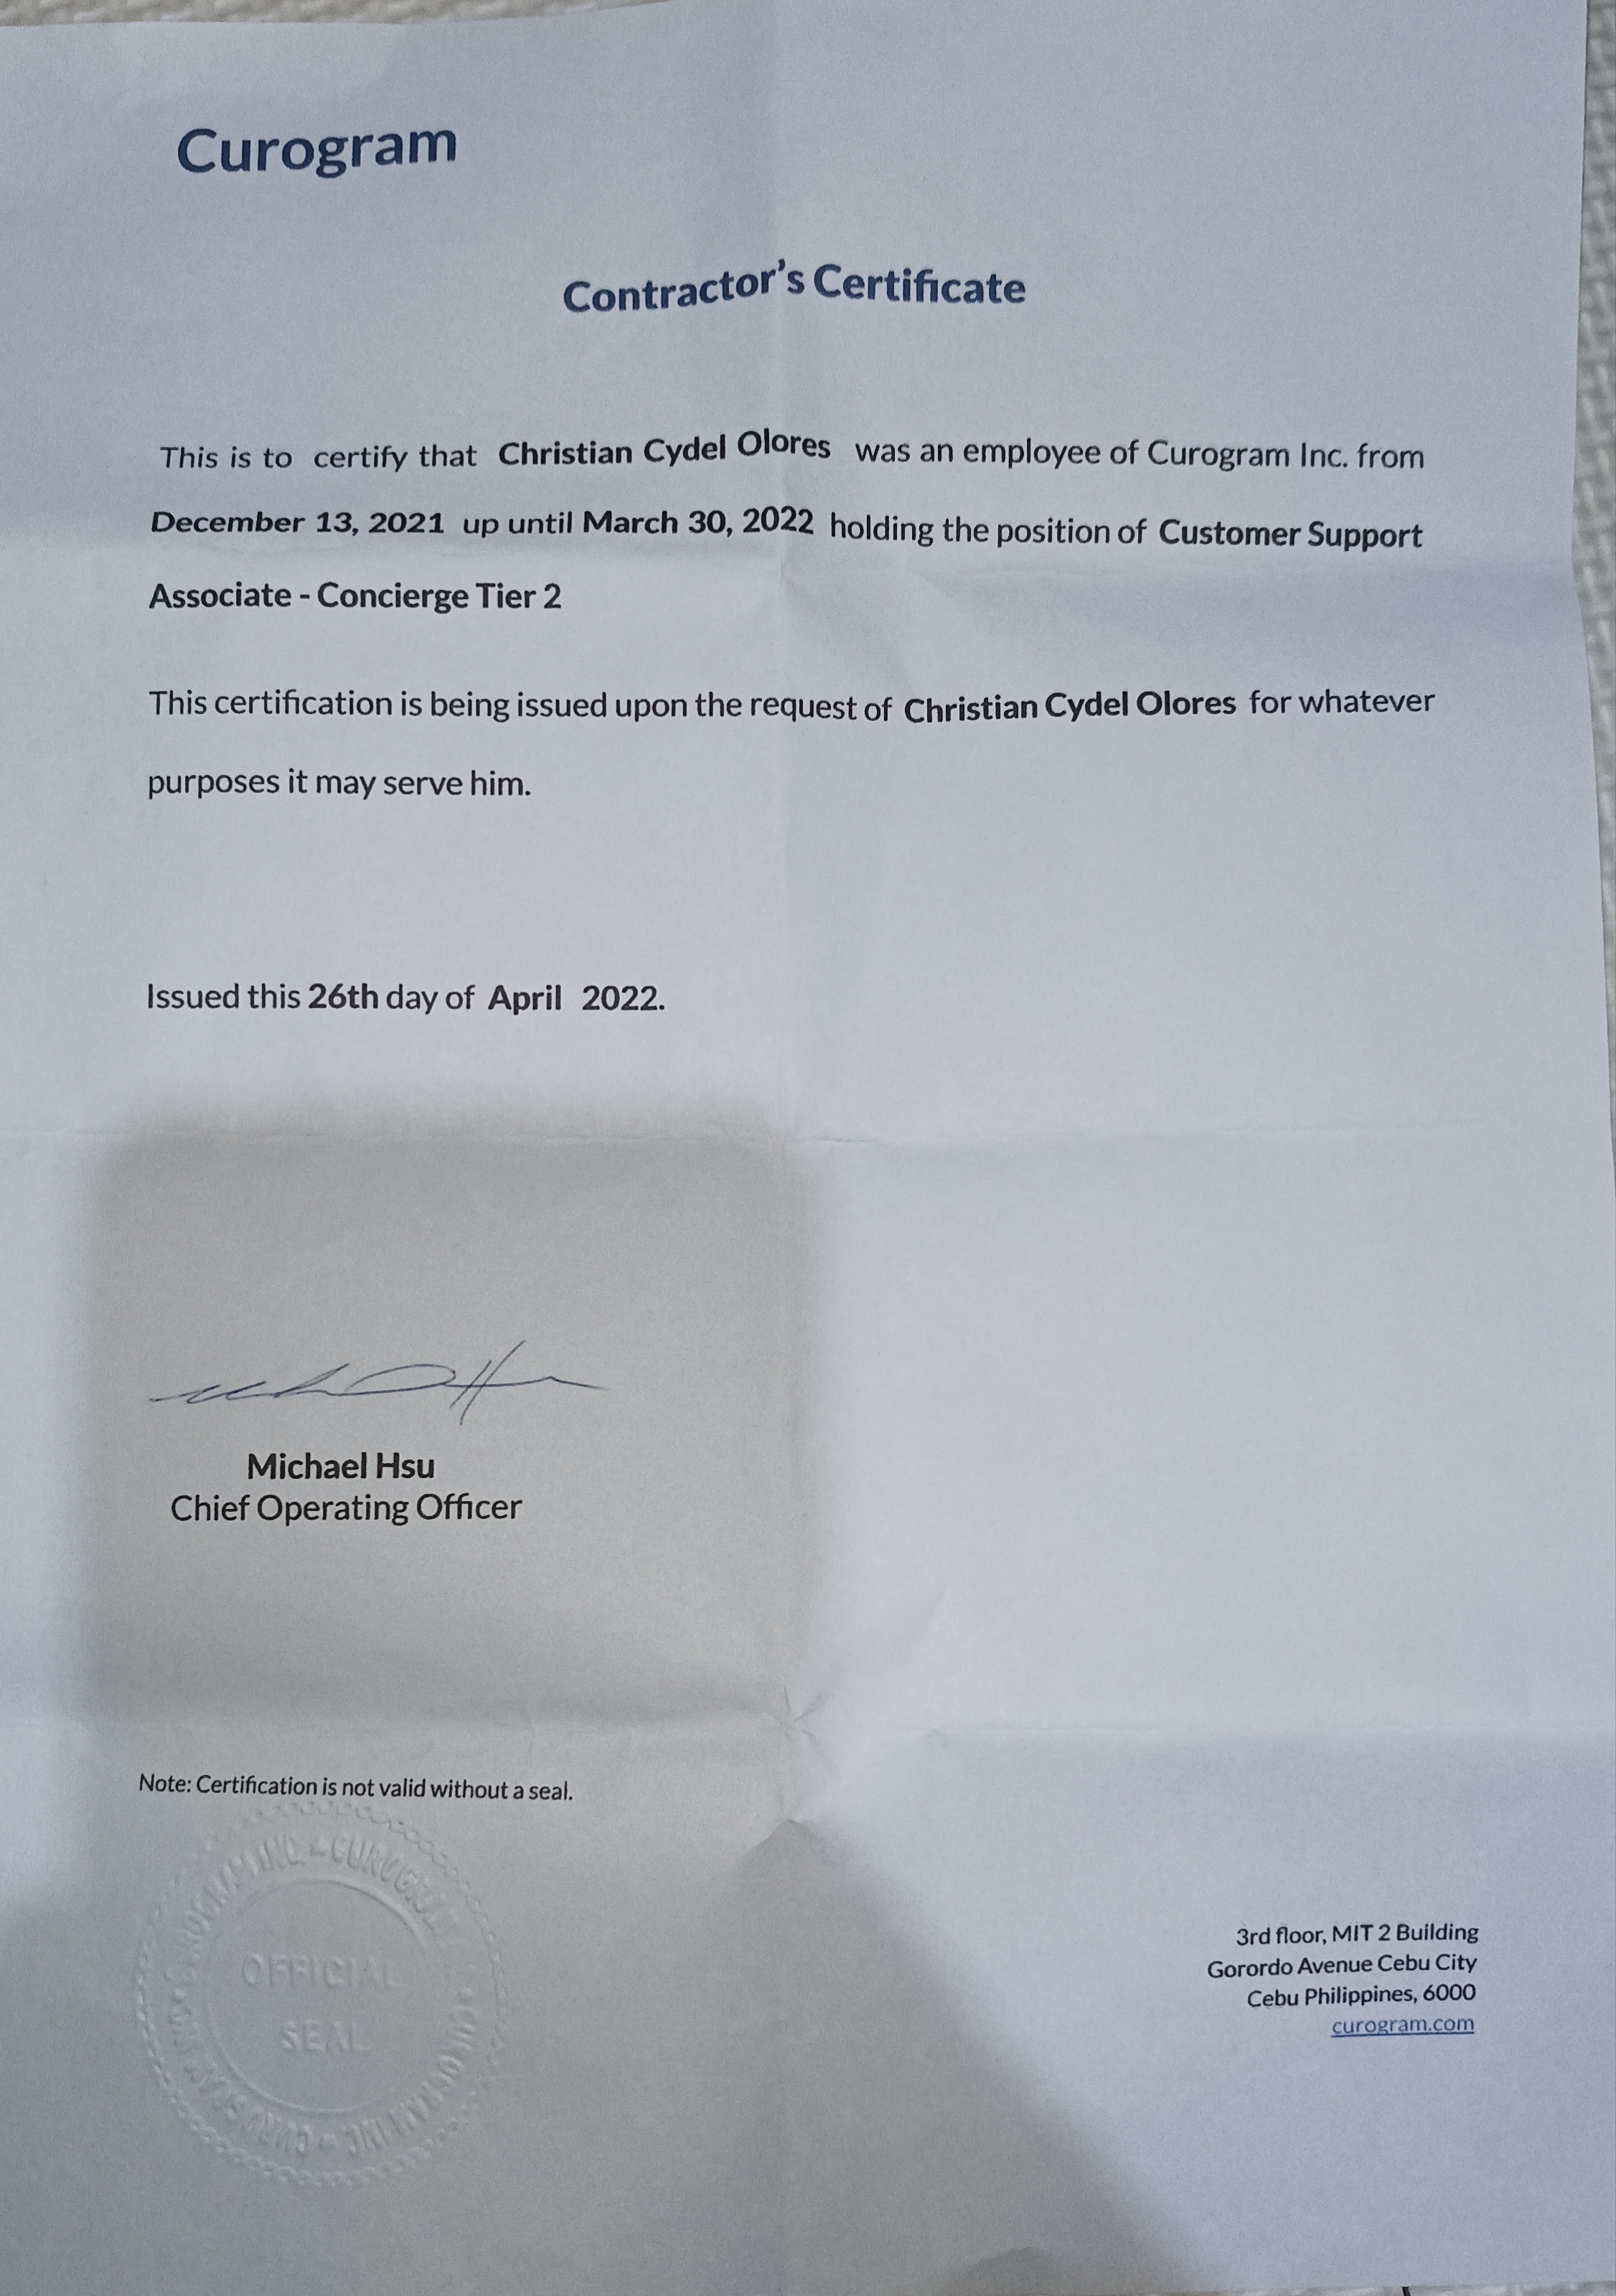 Curogram
Contractor's Certificate
This is to certify that Christian Cydel Olores was an employee of Curogram Inc. from
December 13, 2021 up until March 30, 2022 holding the position of Customer Support
Associate - Concierge Tier 2
This certification is being issued upon the request of Christian Cydel Olores for whatever
purposes it may serve him.
Issued this 26th day of April 2022.
Michael Hsu
Chief Operating Officer
Note: Certification is not valid without a seal.
CUROGRAM INC
OFFICIAL
SEAL
3rd floor, MIT 2 Building
Gorordo Avenue Cebu City
Cebu Philippines, 6000
curogram.com